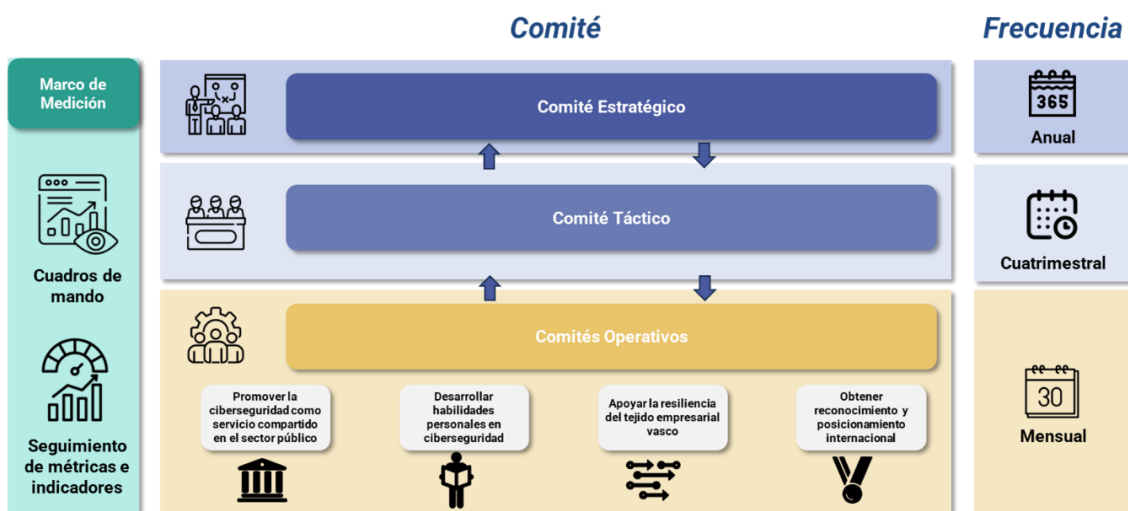 Comité
Frecuencia
Marco de
Medición
Cuadros de
mando
Seguimiento
de métricas e
indicadores
Comité Estratégico
365
Anual
Comité Táctico
Cuatrimestral
Comités Operativos
Promover la
ciberseguridad como
servicio compartido
en el sector público
Desarrollar
habilidades
personales en
ciberseguridad
Apoyar la resiliencia
del tejido empresarial
vasco
Obtener
reconocimiento y
posicionamiento
internacional
30
Mensual